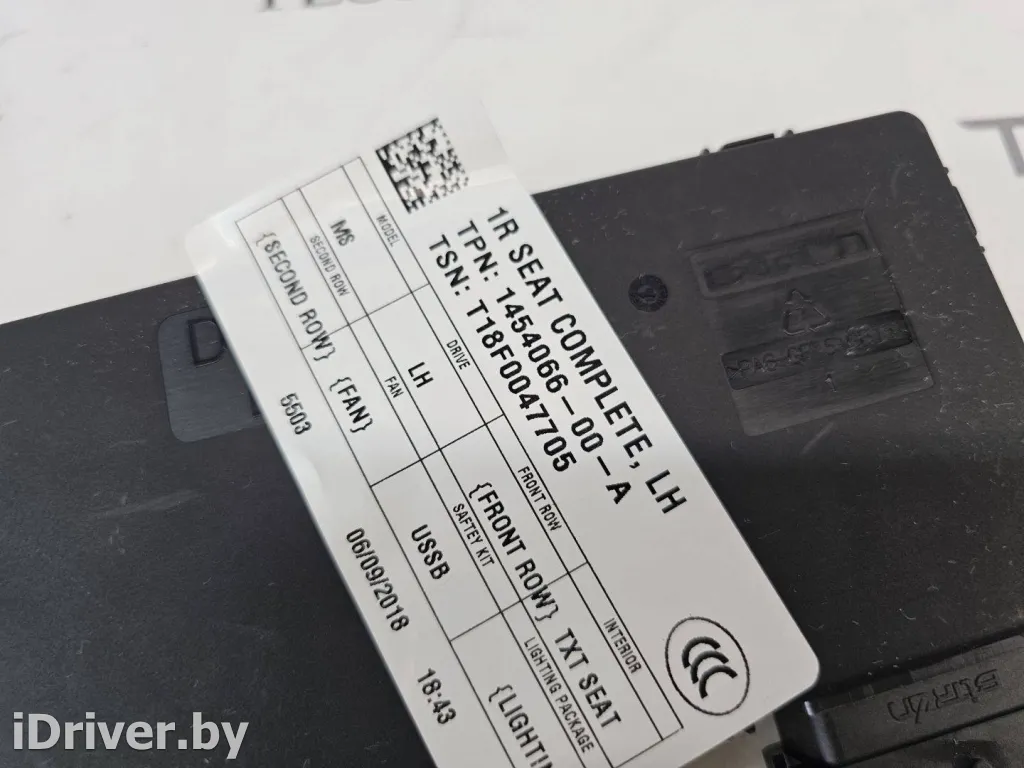 1R SEAT COMPLETE, LH
TPN: 1454066-00-A
TSN: T18F0047705
MODEL
DRIVE
FRONT ROW
INTERIOR
MS
LH
{FRONT ROW}
TXT SEAT
SECOND ROW
FAN
SAFTEY KIT
LIGHTING PACKAGE
{SECOND ROW}
{FAN}
USSB
5503
06/09/2018
18:43
CCC
iDriver.by